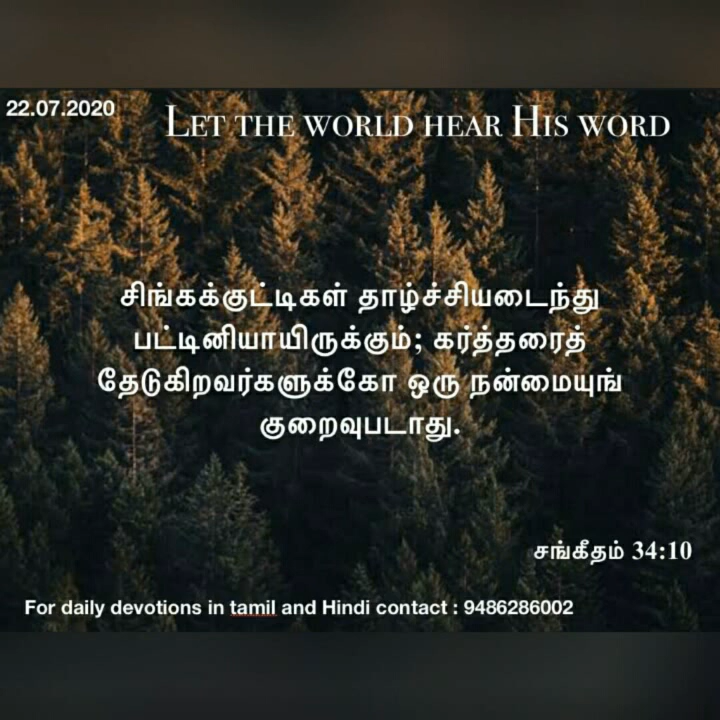 22.07.2020
LET THE WORLD HEAR HIS WORD
சிங்கக்குட்டிகள் தாழ்ச்சியடைந்து
பட்டினியாயிருக்கும்; கர்த்தரைத்
தேடுகிறவர்களுக்கோ ஒரு நன்மையுங்
குறைவுபடாது.
சங்கீதம் 34:10
For daily devotions in tamil and Hindi contact : 9486286002